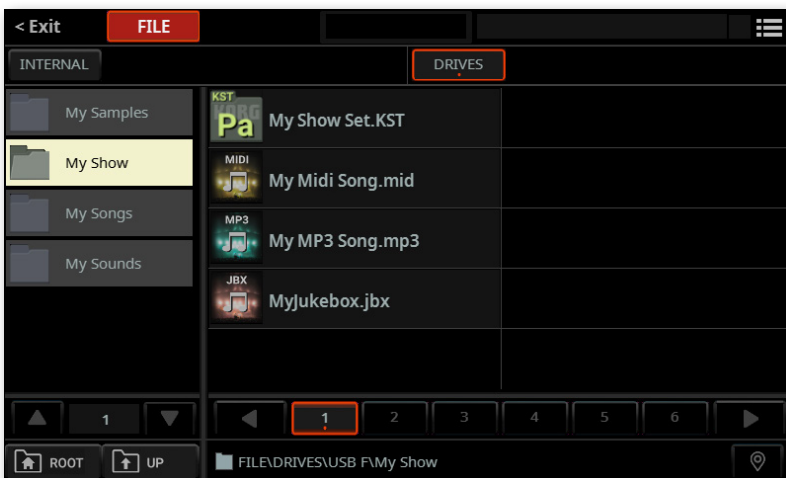 < Exit FILE
INTERNAL DRIVES
My Samples
My Show
My Songs
My Sounds
KST KORG Pa My Show Set.KST
MIDI My Midi Song.mid
MP3 My MP3 Song.mp3
JBX MyJukebox.jbx
1 1 2 3 4 5 6
ROOT UP FILE\DRIVES\USB F\My Show